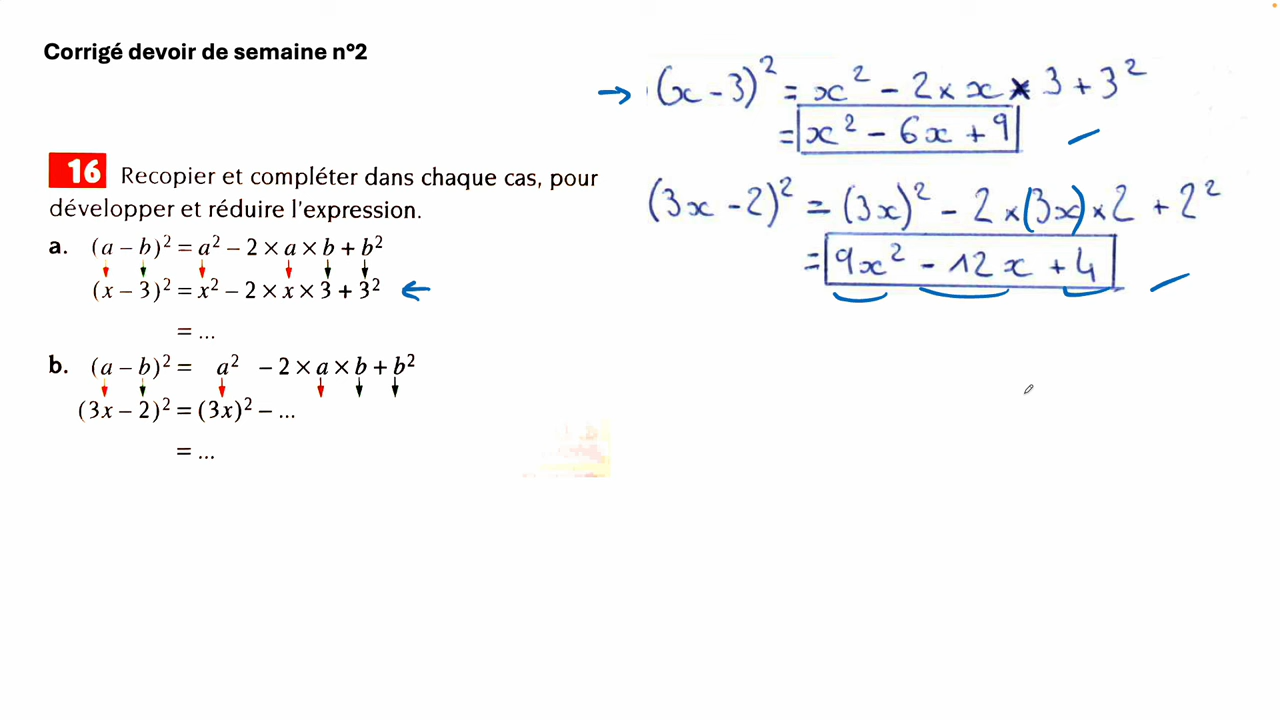 Corrigé devoir de semaine n°2
16 Recopier et compléter dans chaque cas, pour
développer et réduire l'expression.
a. (a – b)² = a² – 2 × a × b + b²
(x – 3)² = x² – 2 × x × 3 + 3²
= ...
b. (a – b)² = a² – 2 × a × b + b²
(3x – 2)² = (3x)² – ...
= ...
(x – 3)² = x² – 2 × x × 3 + 3²
= x² – 6x + 9
(3x – 2)² = (3x)² – 2 × (3x) × 2 + 2²
= 9x² – 12x + 4